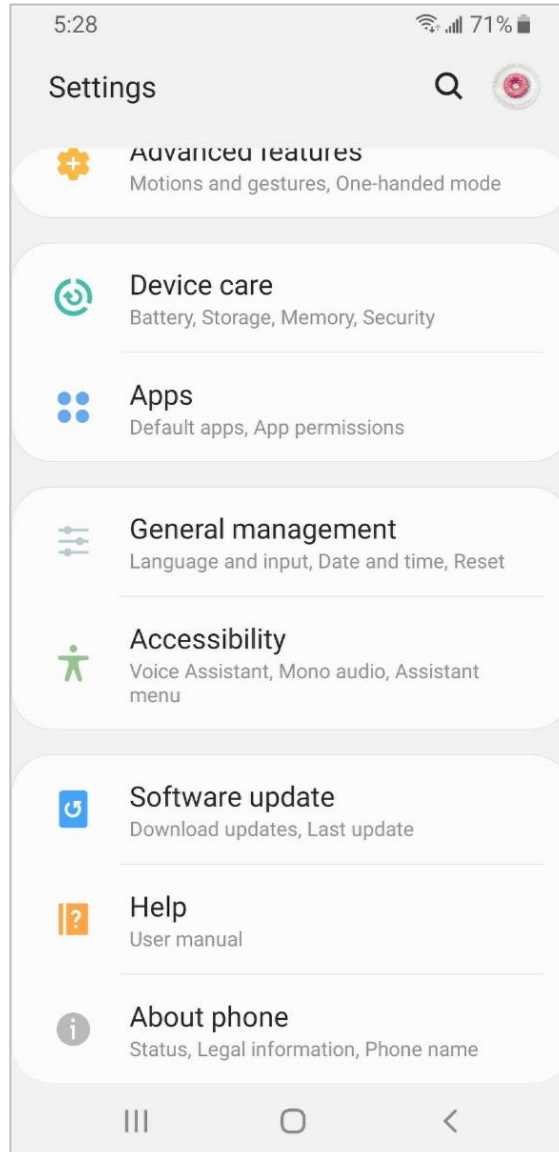 5:28
71%
Settings
Advanced features
Motions and gestures, One-handed mode
Device care
Battery, Storage, Memory, Security
Apps
Default apps, App permissions
General management
Language and input, Date and time, Reset
Accessibility
Voice Assistant, Mono audio, Assistant
menu
Software update
Download updates, Last update
Help
User manual
About phone
Status, Legal information, Phone name